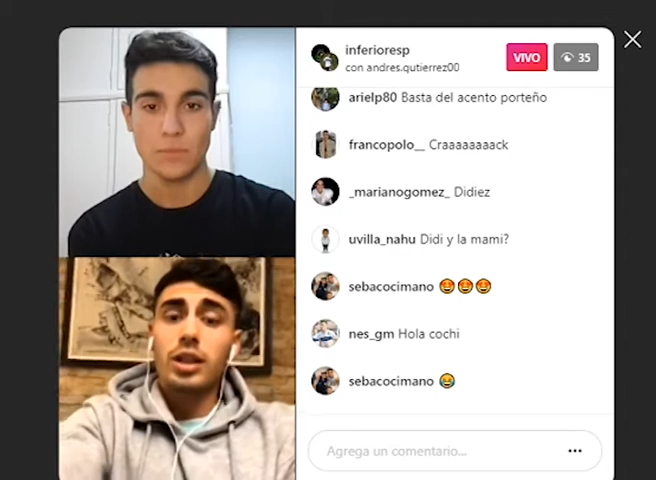 inferioresp
con andres.gutierrez00
VIVO
35
arielp80 Basta del acento porteño
francopolo__ Craaaaaaaack
_marianogomez_ Didiez
uvilla_nahu Didi y la mami?
sebacocimano 🤩🤩🤩
nes_gm Hola cochi
sebacocimano 😂
Agrega un comentario...